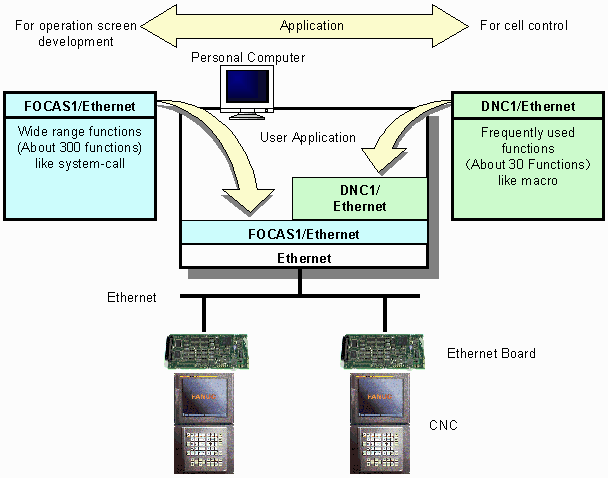 For operation screen
development
Application
For cell control
Personal Computer
FOCAS1/Ethernet
Wide range functions
(About 300 functions)
like system-call
DNC1/Ethernet
Frequently used
functions
(About 30 Functions)
like macro
User Application
DNC1/
Ethernet
FOCAS1/Ethernet
Ethernet
Ethernet
Ethernet Board
FANUC
FANUC
CNC